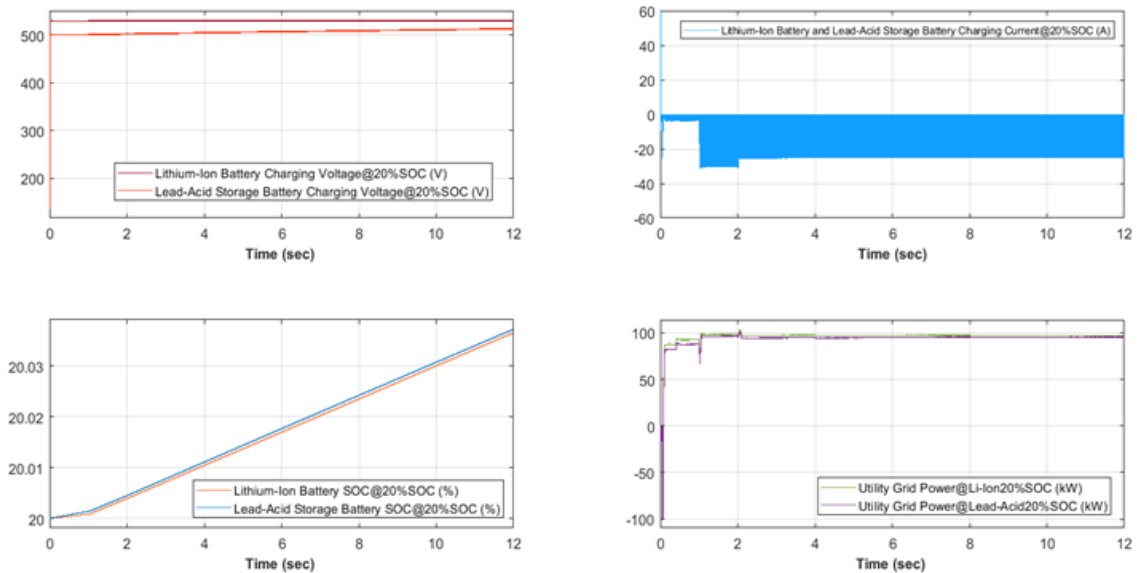 500
400
300
200
Lithium-Ion Battery Charging Voltage@20%SOC (V)
Lead-Acid Storage Battery Charging Voltage@20%SOC (V)
0 2 4 6 8 10 12
Time (sec)
60
40
20
0
-20
-40
-60
Lithium-Ion Battery and Lead-Acid Storage Battery Charging Current@20%SOC (A)
0 2 4 6 8 10 12
Time (sec)
20.03
20.02
20.01
20
Lithium-Ion Battery SOC@20%SOC (%)
Lead-Acid Storage Battery SOC@20%SOC (%)
0 2 4 6 8 10 12
Time (sec)
100
50
0
-50
-100
Utility Grid Power@Li-Ion20%SOC (kW)
Utility Grid Power@Lead-Acid20%SOC (kW)
0 2 4 6 8 10 12
Time (sec)